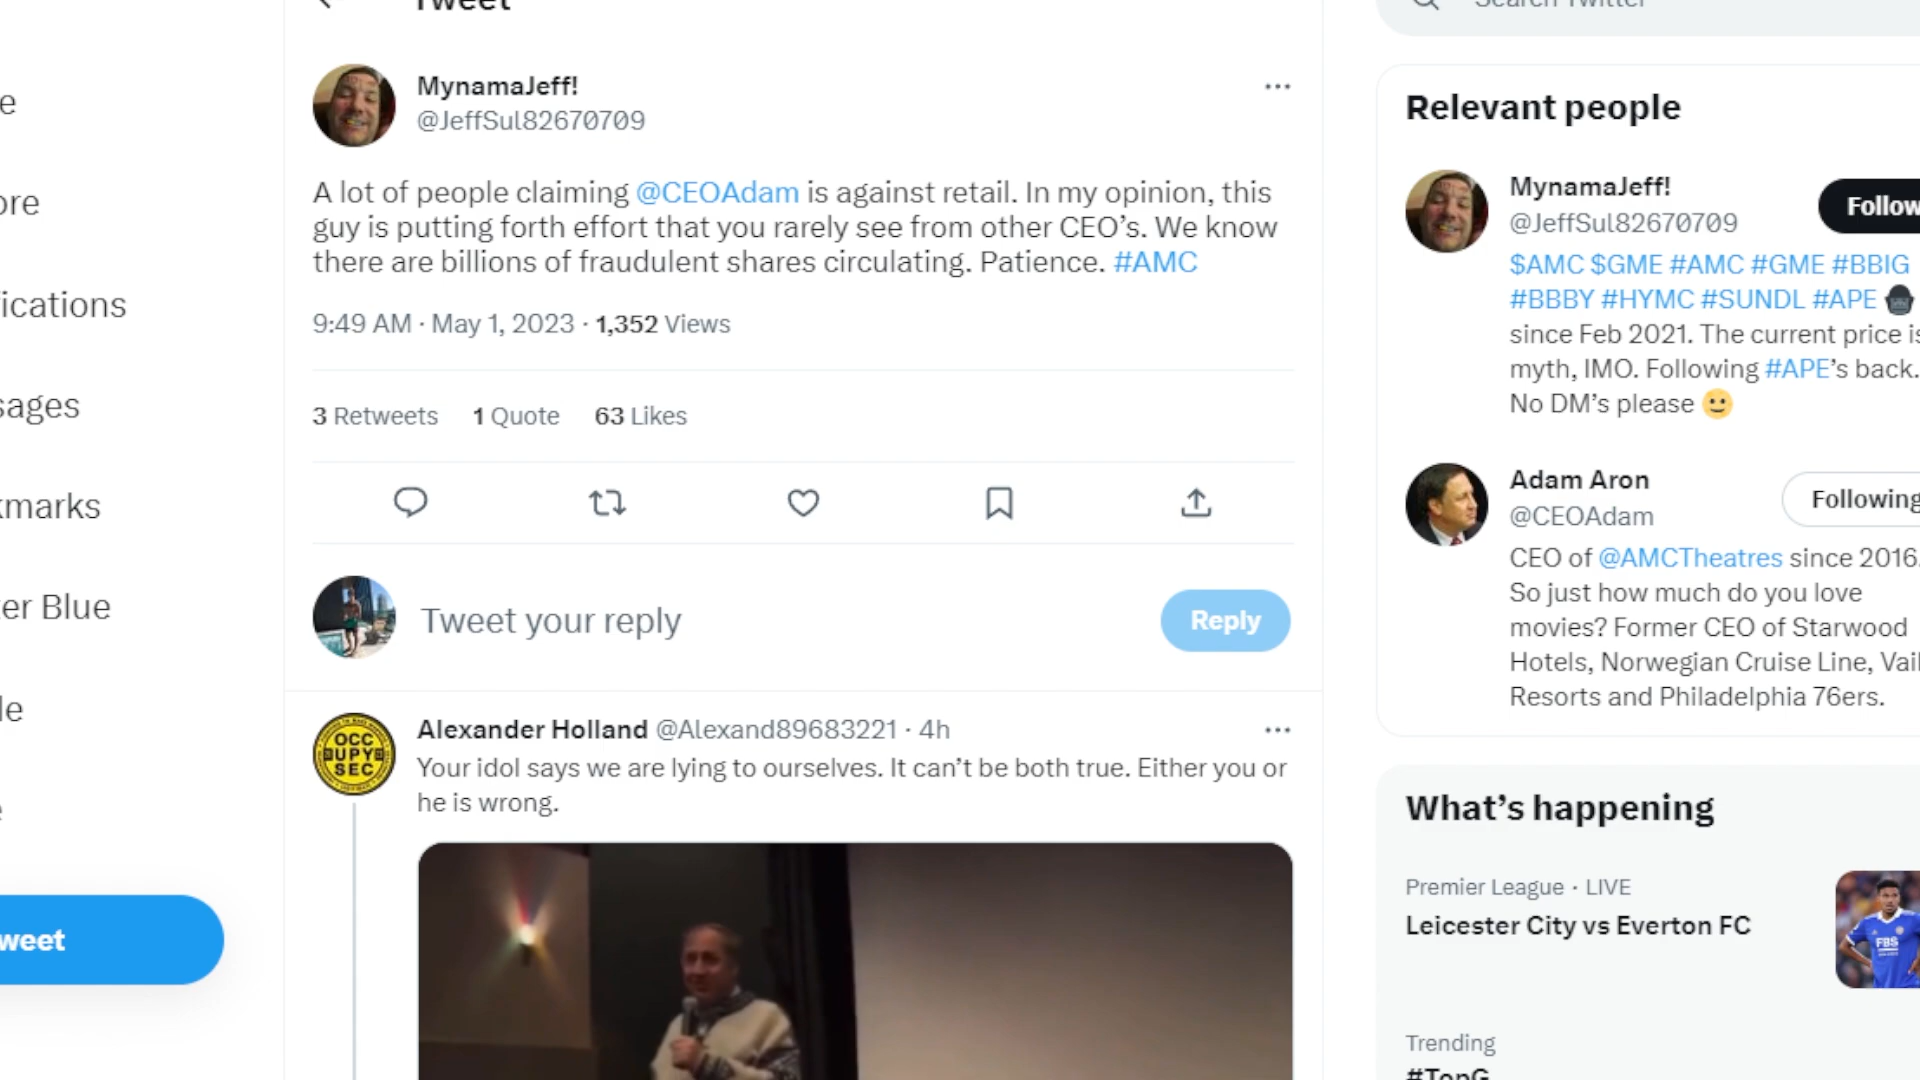 Tweet
Search Twitter
MynamaJeff!
@JeffSul82670709
A lot of people claiming @CEOAdam is against retail. In my opinion, this
guy is putting forth effort that you rarely see from other CEO’s. We know
there are billions of fraudulent shares circulating. Patience. #AMC
9:49 AM · May 1, 2023 · 1,352 Views
3 Retweets 1 Quote 63 Likes
Tweet your reply
Reply
Alexander Holland @Alexand89683221 · 4h
Your idol says we are lying to ourselves. It can’t be both true. Either you or
he is wrong.
OCC
UPY
SEC
e
ore
ications
sages
kmarks
er Blue
le
e
weet
Relevant people
MynamaJeff!
@JeffSul82670709
Follow
$AMC $GME #AMC #GME #BBIG
#BBBY #HYMC #SUNDL #APE 🦍
since Feb 2021. The current price is
myth, IMO. Following #APE’s back.
No DM’s please 🙂
Adam Aron
@CEOAdam
Following
CEO of @AMCTheatres since 2016.
So just how much do you love
movies? Former CEO of Starwood
Hotels, Norwegian Cruise Line, Vail
Resorts and Philadelphia 76ers.
What’s happening
Premier League · LIVE
Leicester City vs Everton FC
FBS
Trending
#TopG